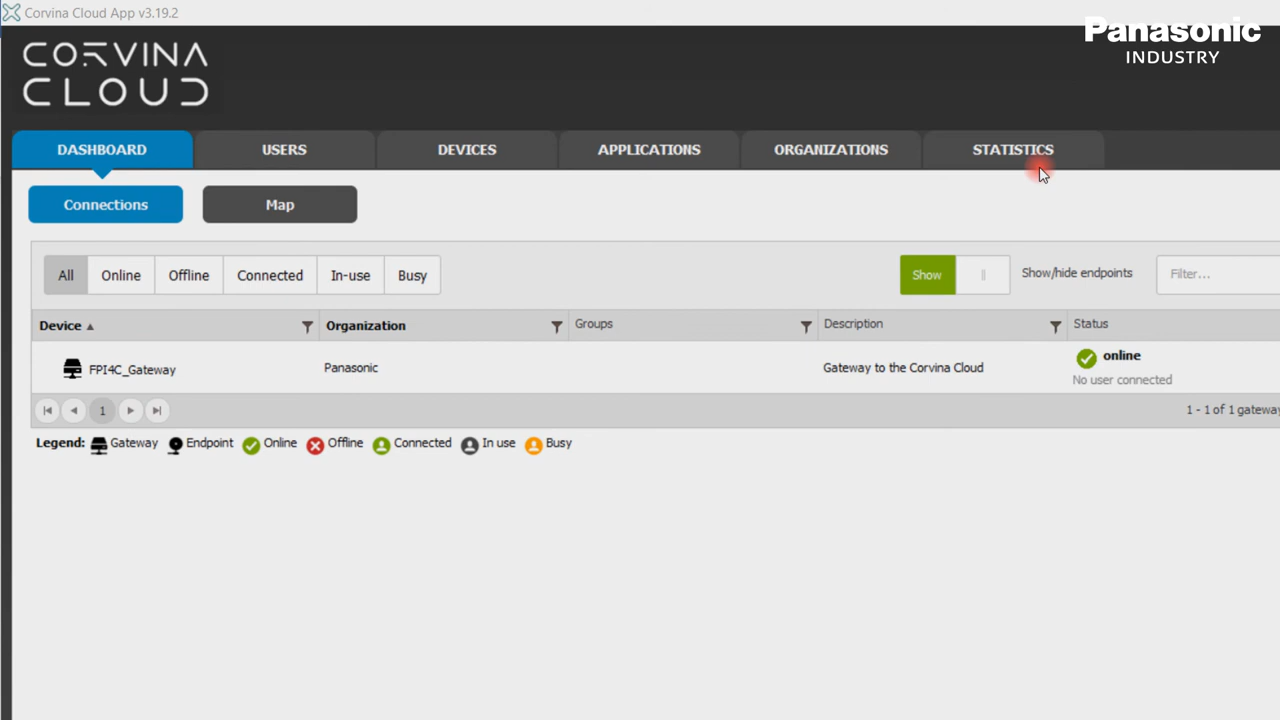 Corvina Cloud App v3.19.2
Panasonic
INDUSTRY
CORVINA
CLOUD
DASHBOARD USERS DEVICES APPLICATIONS ORGANIZATIONS STATISTICS
Connections Map
All Online Offline Connected In-use Busy Show Show/hide endpoints Filter...
Device Organization Groups Description Status
FPI4C_Gateway Panasonic Gateway to the Corvina Cloud online
No user connected
1 1 - 1 of 1 gateway
Legend: Gateway Endpoint Online Offline Connected In use Busy